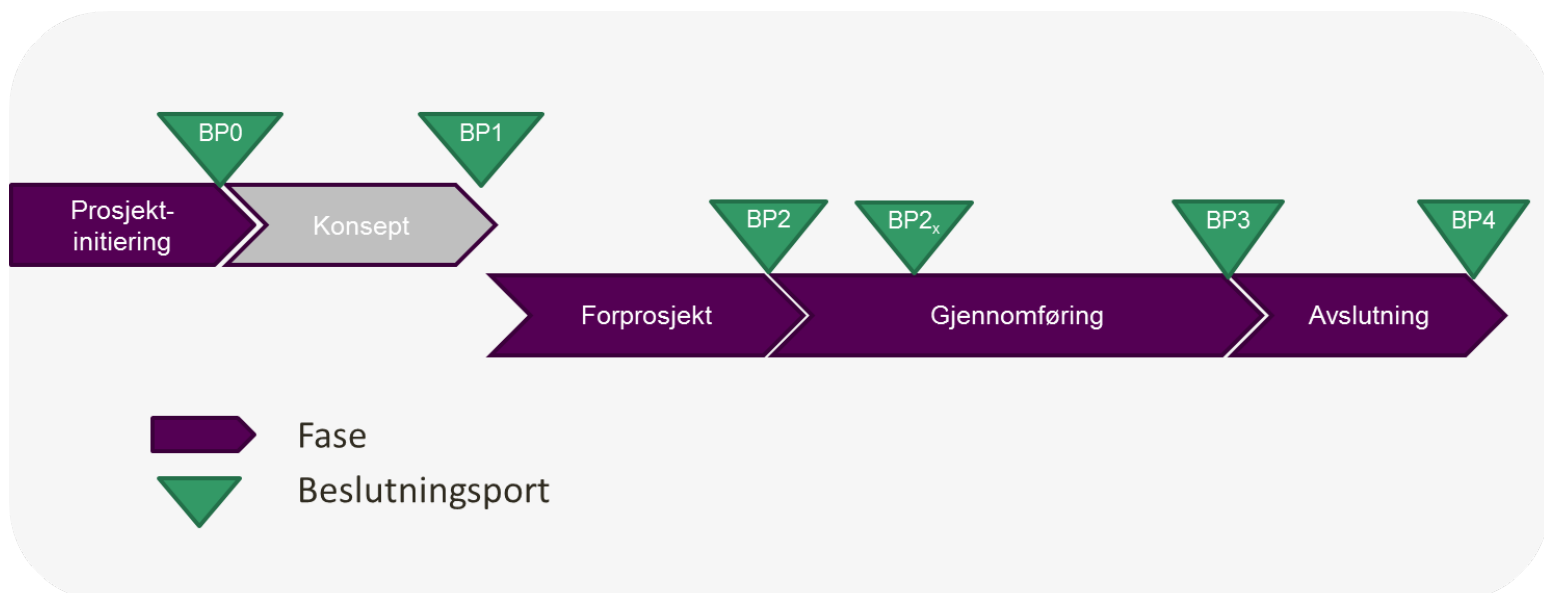 BP0
BP1
Prosjekt-
initiering
Konsept
BP2
BP2x
BP3
BP4
Forprosjekt
Gjennomføring
Avslutning
Fase
Beslutningsport